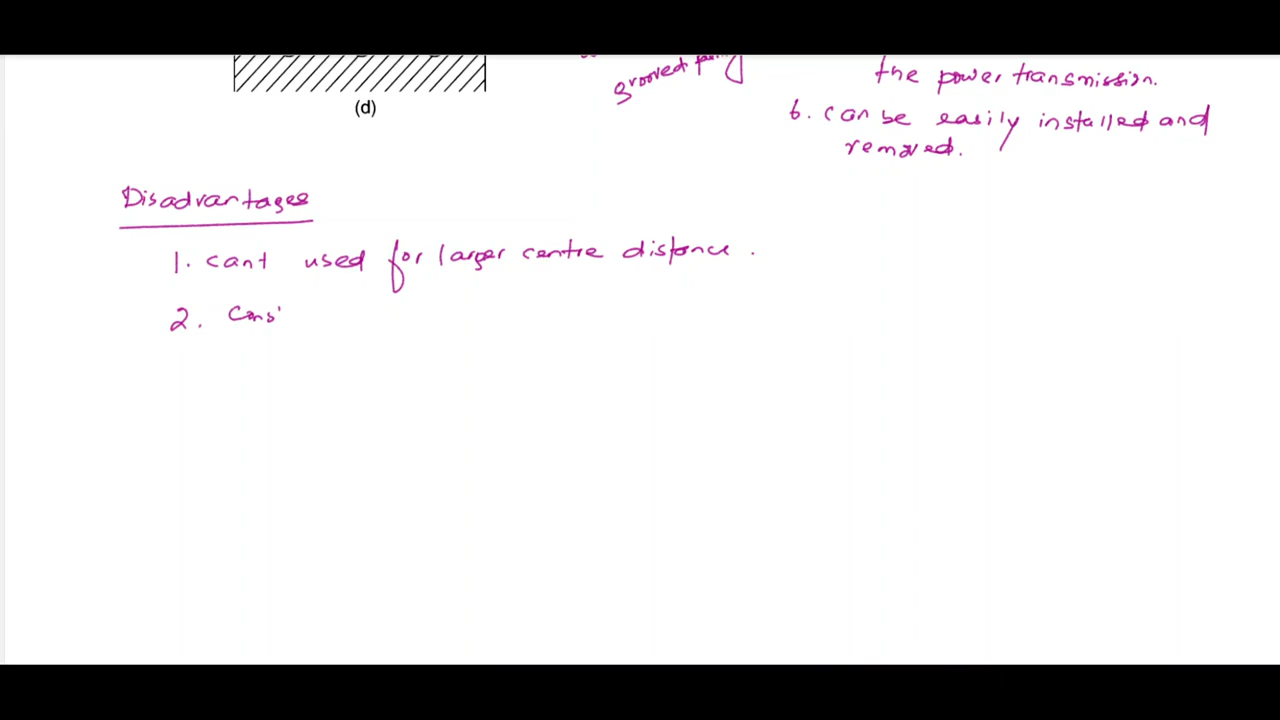 (d)
grooved
the power transmission.
6. can be easily installed and
removed.
Disadvantages
1. cant used for larger centre distance.
2. Cons